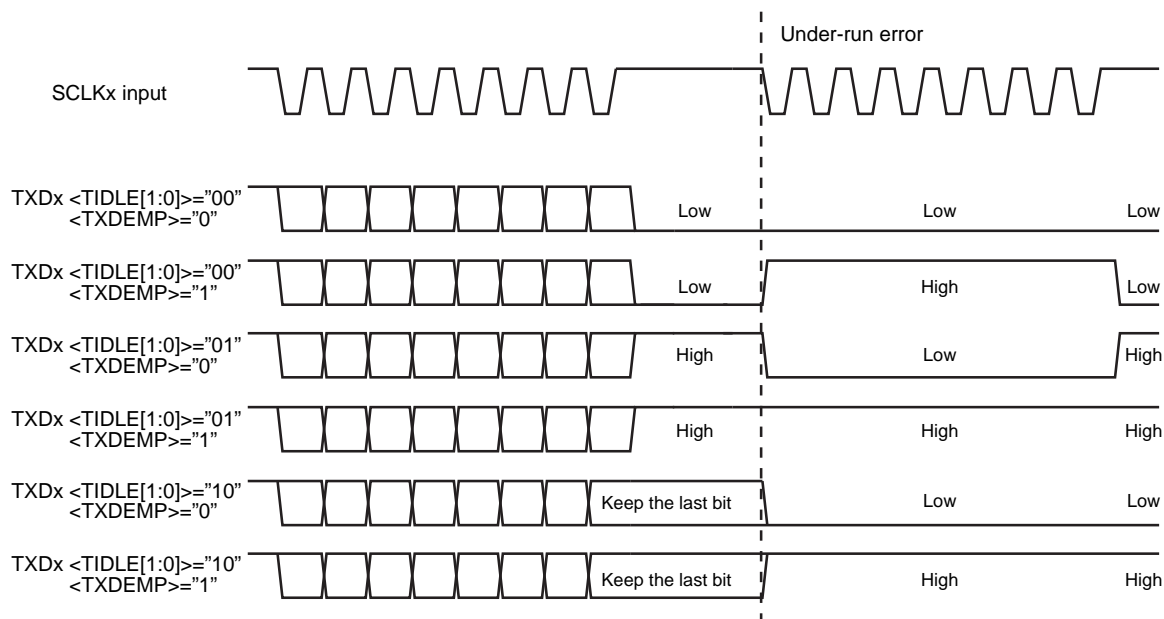 Under-run error
SCLKx input
TXDx <TIDLE[1:0]>=”00”
<TXDEMP>=”0”
Low
Low
Low
TXDx <TIDLE[1:0]>=”00”
<TXDEMP>=”1”
Low
High
Low
TXDx <TIDLE[1:0]>=”01”
<TXDEMP>=”0”
High
Low
High
TXDx <TIDLE[1:0]>=”01”
<TXDEMP>=”1”
High
High
High
TXDx <TIDLE[1:0]>=”10”
<TXDEMP>=”0”
Keep the last bit
Low
Low
TXDx <TIDLE[1:0]>=”10”
<TXDEMP>=”1”
Keep the last bit
High
High